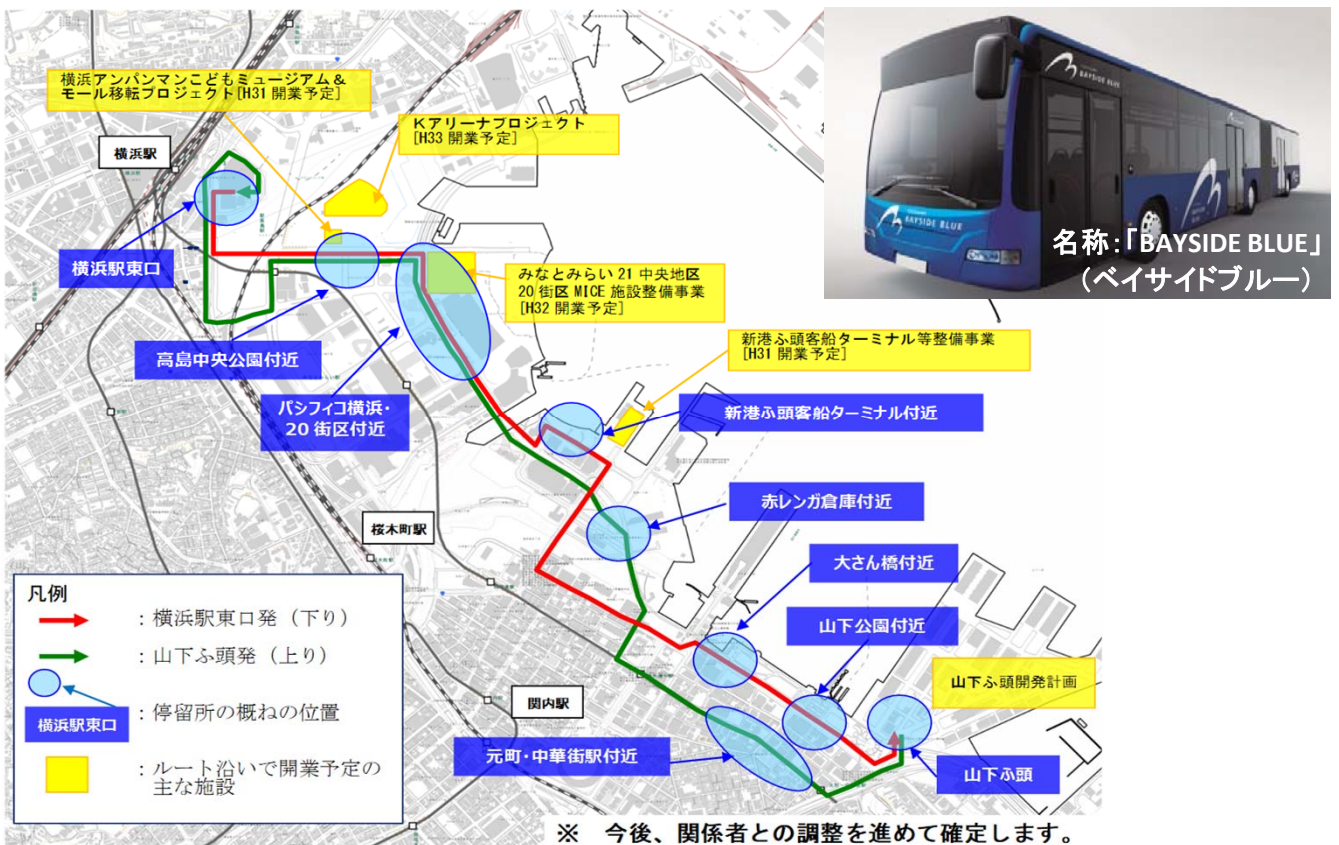 横浜アンパンマンこどもミュージアム＆
モール移転プロジェクト[H31 開業予定]
Kアリーナプロジェクト
[H33 開業予定]
横浜駅
BAYSIDE BLUE
BAYSIDE BLUE
BAYSIDE BLUE
名称：「BAYSIDE BLUE」
（ベイサイドブルー）
横浜駅東口
みなとみらい 21 中央地区
20 街区 MICE 施設整備事業
[H32 開業予定]
高島中央公園付近
新港ふ頭客船ターミナル等整備事業
[H31 開業予定]
パシフィコ横浜・
20 街区付近
新港ふ頭客船ターミナル付近
赤レンガ倉庫付近
桜木町駅
大さん橋付近
山下公園付近
山下ふ頭開発計画
関内駅
元町・中華街駅付近
山下ふ頭
凡例
：横浜駅東口発（下り）
：山下ふ頭発（上り）
横浜駅東口
：停留所の概ねの位置
：ルート沿いで開業予定の
主な施設
※　今後、関係者との調整を進めて確定します。